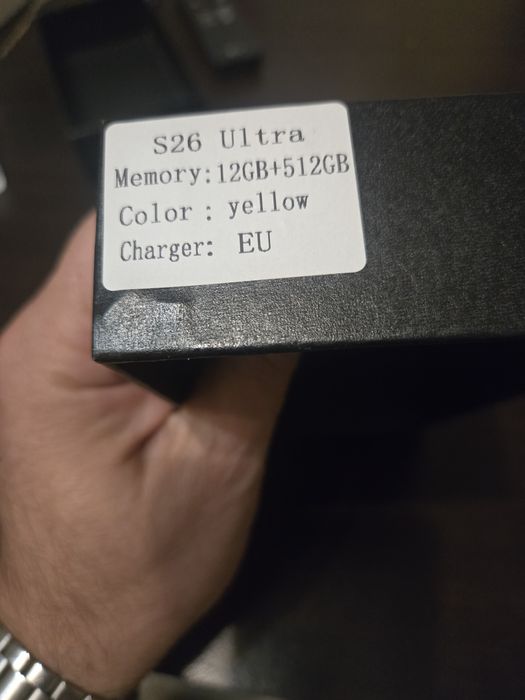 S26 Ultra
Memory:12GB+512GB
Color : yellow
Charger: EU